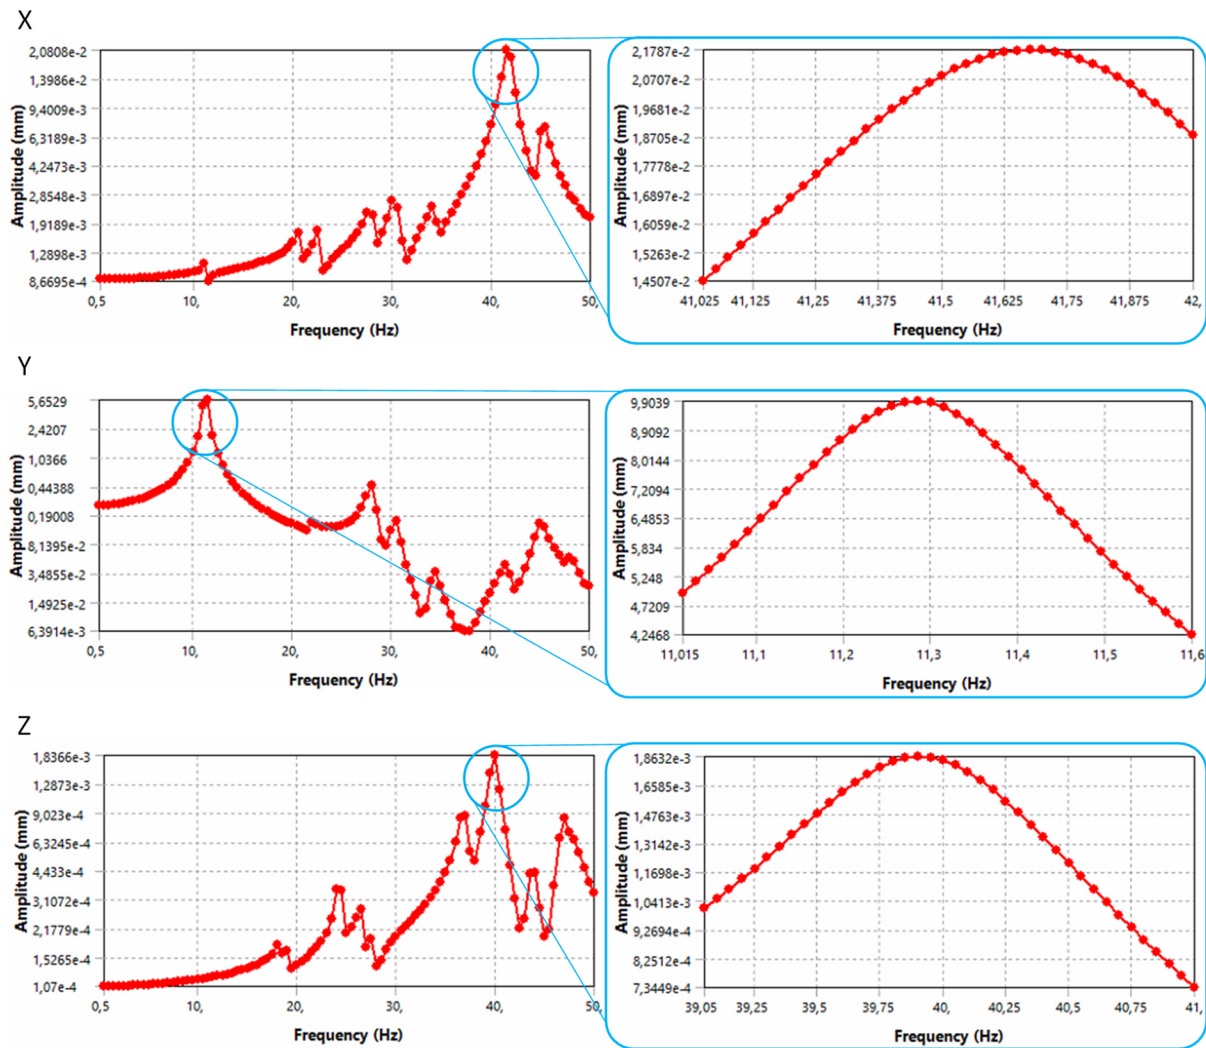 X
Amplitude (mm)
2,0808e-2
1,3986e-2
9,4009e-3
6,3189e-3
4,2473e-3
2,8548e-3
1,9189e-3
1,2898e-3
8,6695e-4
0,5 10, 20, 30, 40, 50,
Frequency (Hz)
Amplitude (mm)
2,1787e-2
2,0707e-2
1,9681e-2
1,8705e-2
1,7778e-2
1,6897e-2
1,6059e-2
1,5263e-2
1,4507e-2
41,025 41,125 41,25 41,375 41,5 41,625 41,75 41,875 42,
Frequency (Hz)
Y
Amplitude (mm)
5,6529
2,4207
1,0366
0,44388
0,19008
8,1395e-2
3,4855e-2
1,4925e-2
6,3914e-3
0,5 10, 20, 30, 40, 50,
Frequency (Hz)
Amplitude (mm)
9,9039
8,9092
8,0144
7,2094
6,4853
5,834
5,248
4,7209
4,2468
11,015 11,1 11,2 11,3 11,4 11,5 11,6
Frequency (Hz)
Z
Amplitude (mm)
1,8366e-3
1,2873e-3
9,023e-4
6,3245e-4
4,433e-4
3,1072e-4
2,1779e-4
1,5265e-4
1,07e-4
0,5 10, 20, 30, 40, 50,
Frequency (Hz)
Amplitude (mm)
1,8632e-3
1,6585e-3
1,4763e-3
1,3142e-3
1,1698e-3
1,0413e-3
9,2694e-4
8,2512e-4
7,3449e-4
39,05 39,25 39,5 39,75 40, 40,25 40,5 40,75 41,
Frequency (Hz)